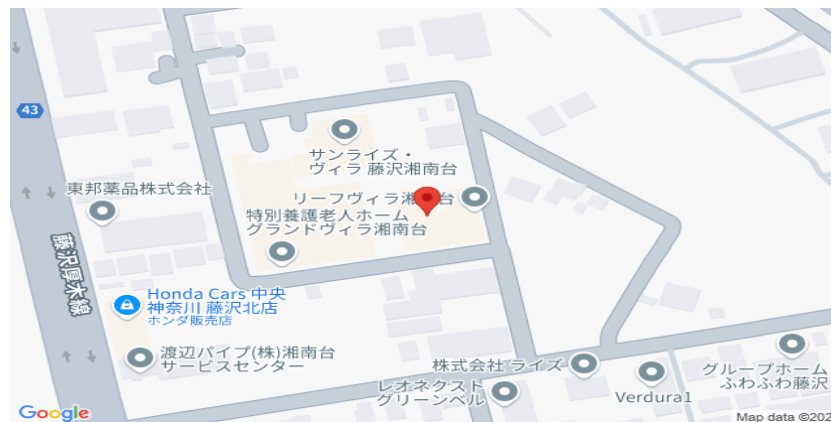 43
サンライズ・
ヴィラ 藤沢湘南台
東邦薬品株式会社
リーフヴィラ湘
台
特別養護老人ホーム
グランドヴィラ湘南台
藤沢厚木線
Honda Cars 中央
神奈川 藤沢北店
ホンダ販売店
渡辺パイプ(株)湘南台
サービスセンター
株式会社 ライズ
レオネクスト
グリーンベル
Verdura1
グループホーム
ふわふわ藤沢
Google
Map data ©202